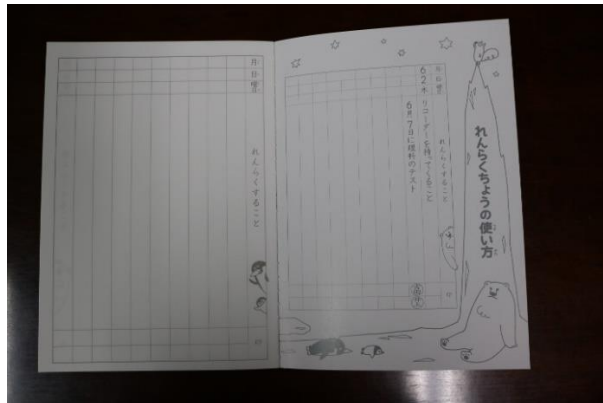 れんらくちょうの使い方
月 日 曜
れんらくすること
6 2 木 リコーダーを持ってくること
6月7日に理科のテスト
月 日 曜
れんらくすること